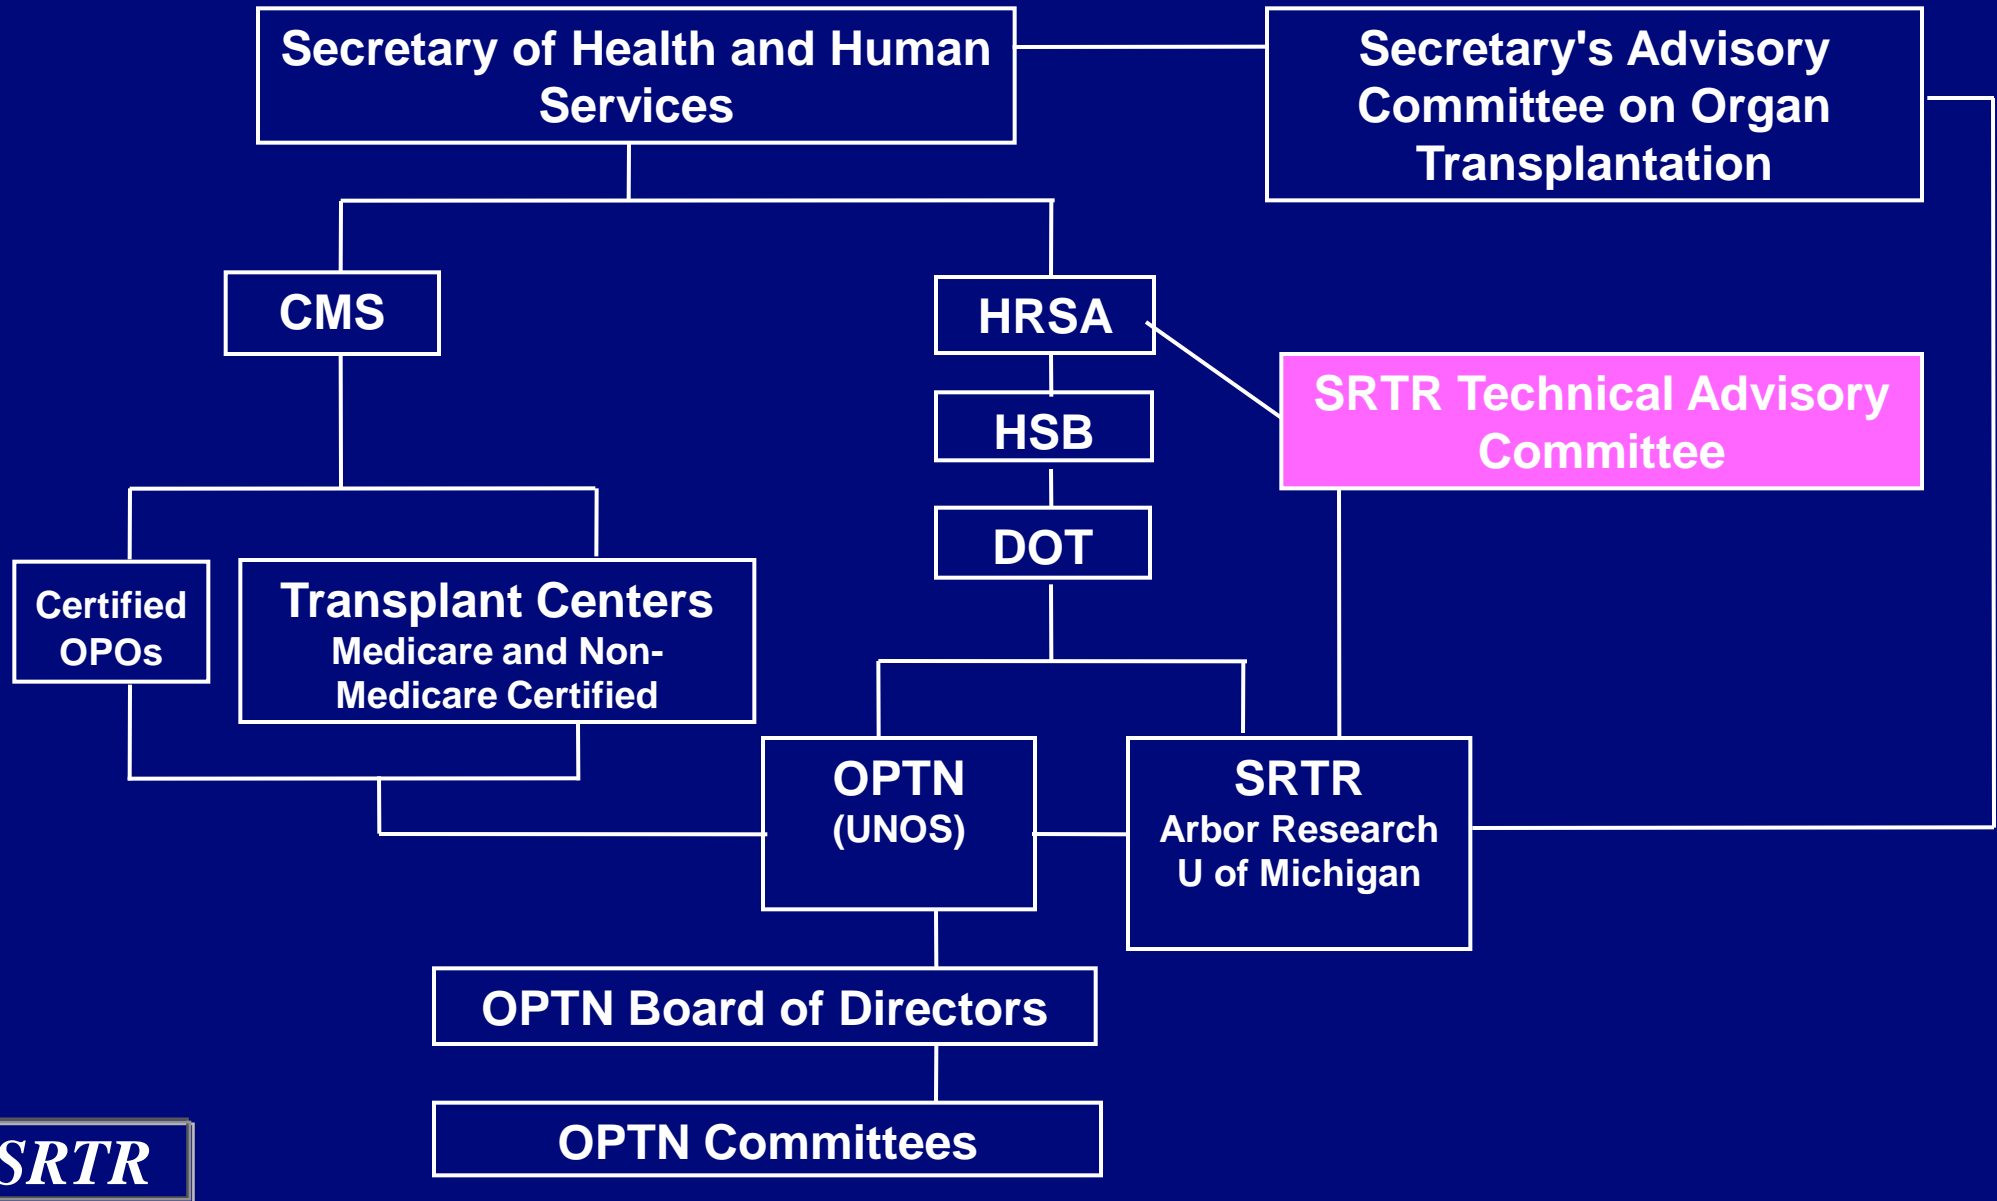 Secretary of Health and Human
Services
Secretary's Advisory
Committee on Organ
Transplantation
CMS
HRSA
SRTR Technical Advisory
Committee
HSB
DOT
Certified
OPOs
Transplant Centers
Medicare and Non-
Medicare Certified
OPTN
(UNOS)
SRTR
Arbor Research
U of Michigan
OPTN Board of Directors
OPTN Committees
SRTR